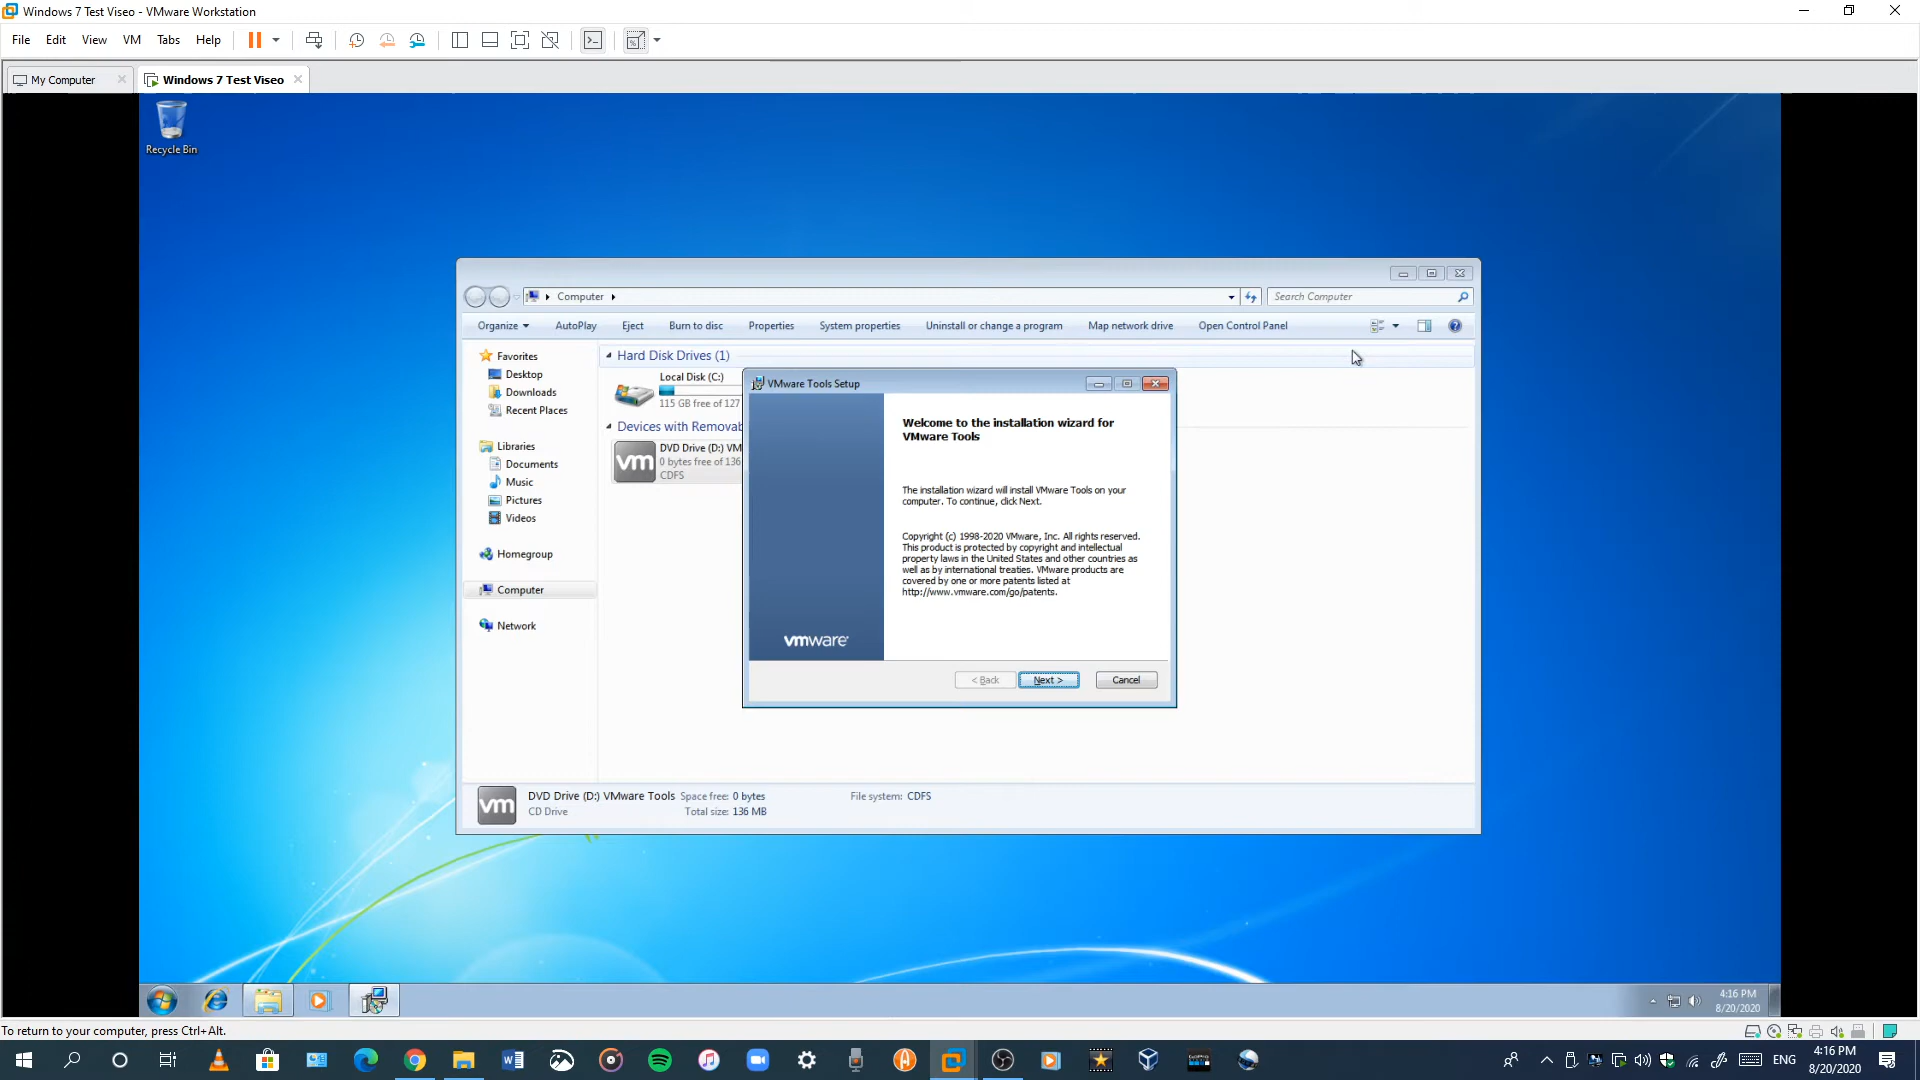 Windows 7 Test Viseo - VMware Workstation
File Edit View VM Tabs Help
My Computer
Windows 7 Test Viseo
Recycle Bin
Computer
Search Computer
Organize AutoPlay Eject Burn to disc Properties System properties Uninstall or change a program Map network drive Open Control Panel
Favorites
Desktop
Downloads
Recent Places
Libraries
Documents
Music
Pictures
Videos
Homegroup
Computer
Network
Hard Disk Drives (1)
Local Disk (C:)
115 GB free of 127
Devices with Removab
DVD Drive (D:) VM
0 bytes free of 136
CDFS
vm
VMware Tools Setup
Welcome to the installation wizard for
VMware Tools
The installation wizard will install VMware Tools on your
computer. To continue, click Next.
Copyright (c) 1998-2020 VMware, Inc. All rights reserved.
This product is protected by copyright and intellectual
property laws in the United States and other countries as
well as by international treaties. VMware products are
covered by one or more patents listed at
http://www.vmware.com/go/patents.
vmware
< Back Next > Cancel
vm
DVD Drive (D:) VMware Tools Space free: 0 bytes File system: CDFS
CD Drive Total size: 136 MB
4:16 PM
8/20/2020
To return to your computer, press Ctrl+Alt.
ENG
4:16 PM
8/20/2020